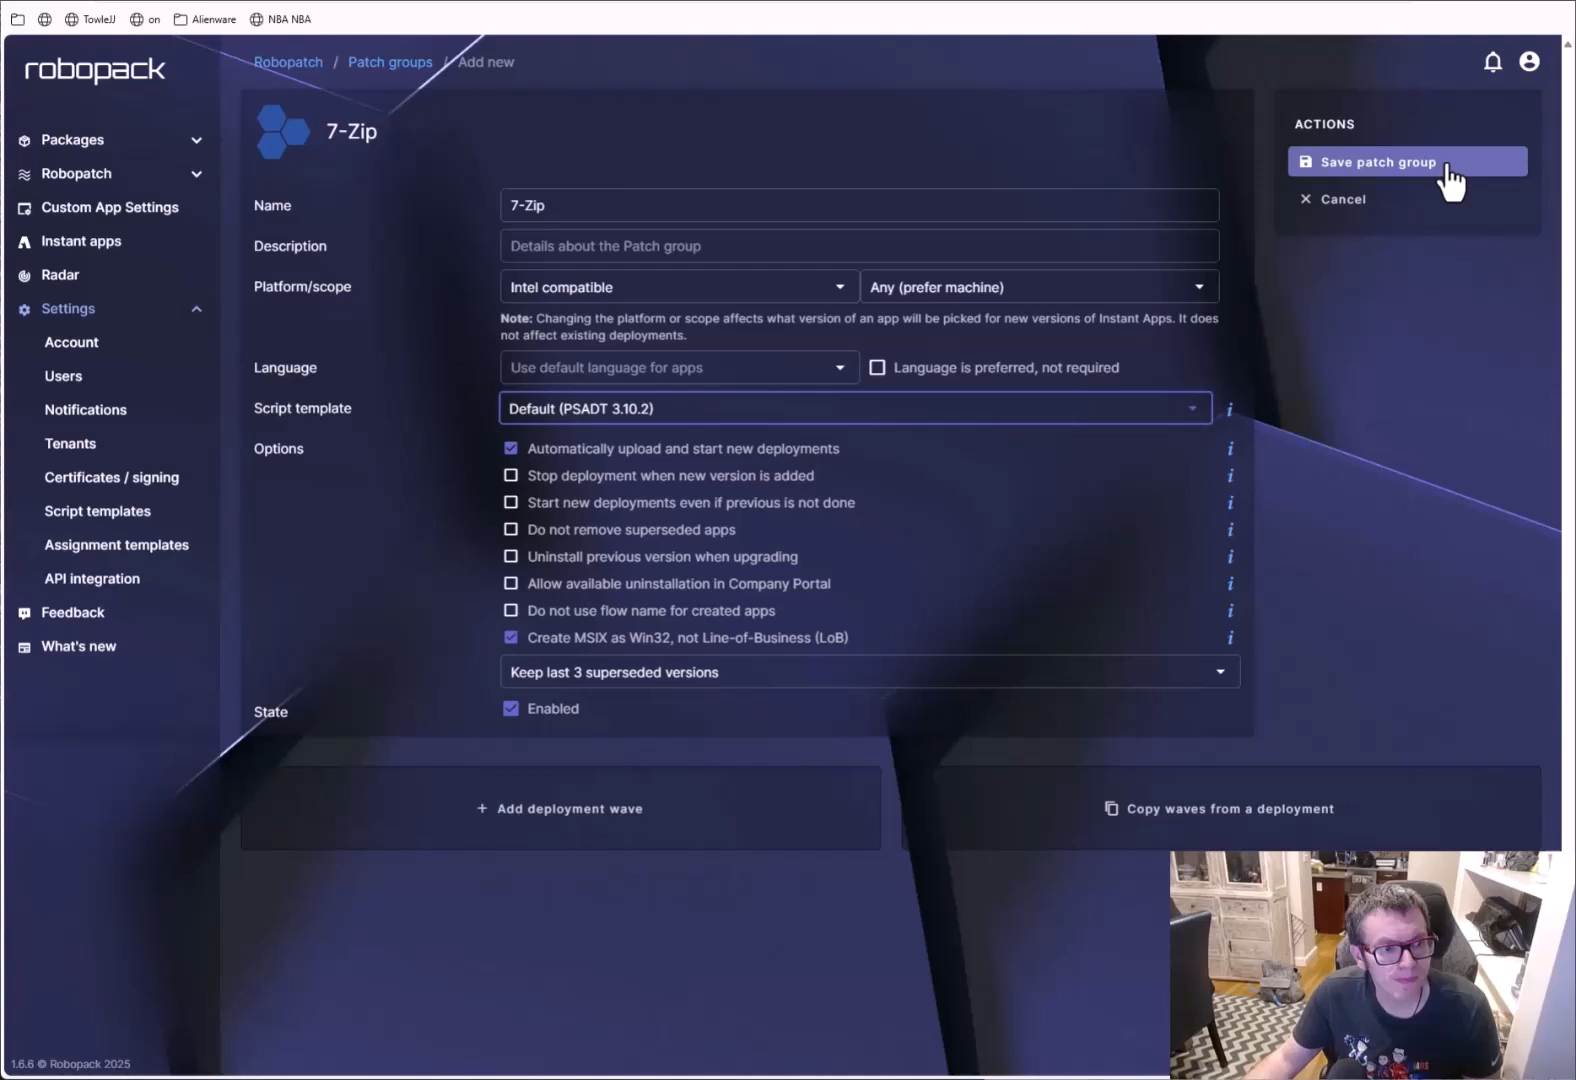 TowleJJ
on
Alienware
NBA NBA
robopack
Robopatch / Patch groups / Add new
Packages
Robopatch
Custom App Settings
Instant apps
Radar
Settings
Account
Users
Notifications
Tenants
Certificates / signing
Script templates
Assignment templates
API integration
Feedback
What's new
7-Zip
Name
7-Zip
Description
Details about the Patch group
Platform/scope
Intel compatible
Any (prefer machine)
Note: Changing the platform or scope affects what version of an app will be picked for new versions of Instant Apps. It does
not affect existing deployments.
Language
Use default language for apps
Language is preferred, not required
Script template
Default (PSADT 3.10.2)
Options
Automatically upload and start new deployments
Stop deployment when new version is added
Start new deployments even if previous is not done
Do not remove superseded apps
Uninstall previous version when upgrading
Allow available uninstallation in Company Portal
Do not use flow name for created apps
Create MSIX as Win32, not Line-of-Business (LoB)
Keep last 3 superseded versions
State
Enabled
+ Add deployment wave
Copy waves from a deployment
ACTIONS
Save patch group
Cancel
1.6.6 © Robopack 2025